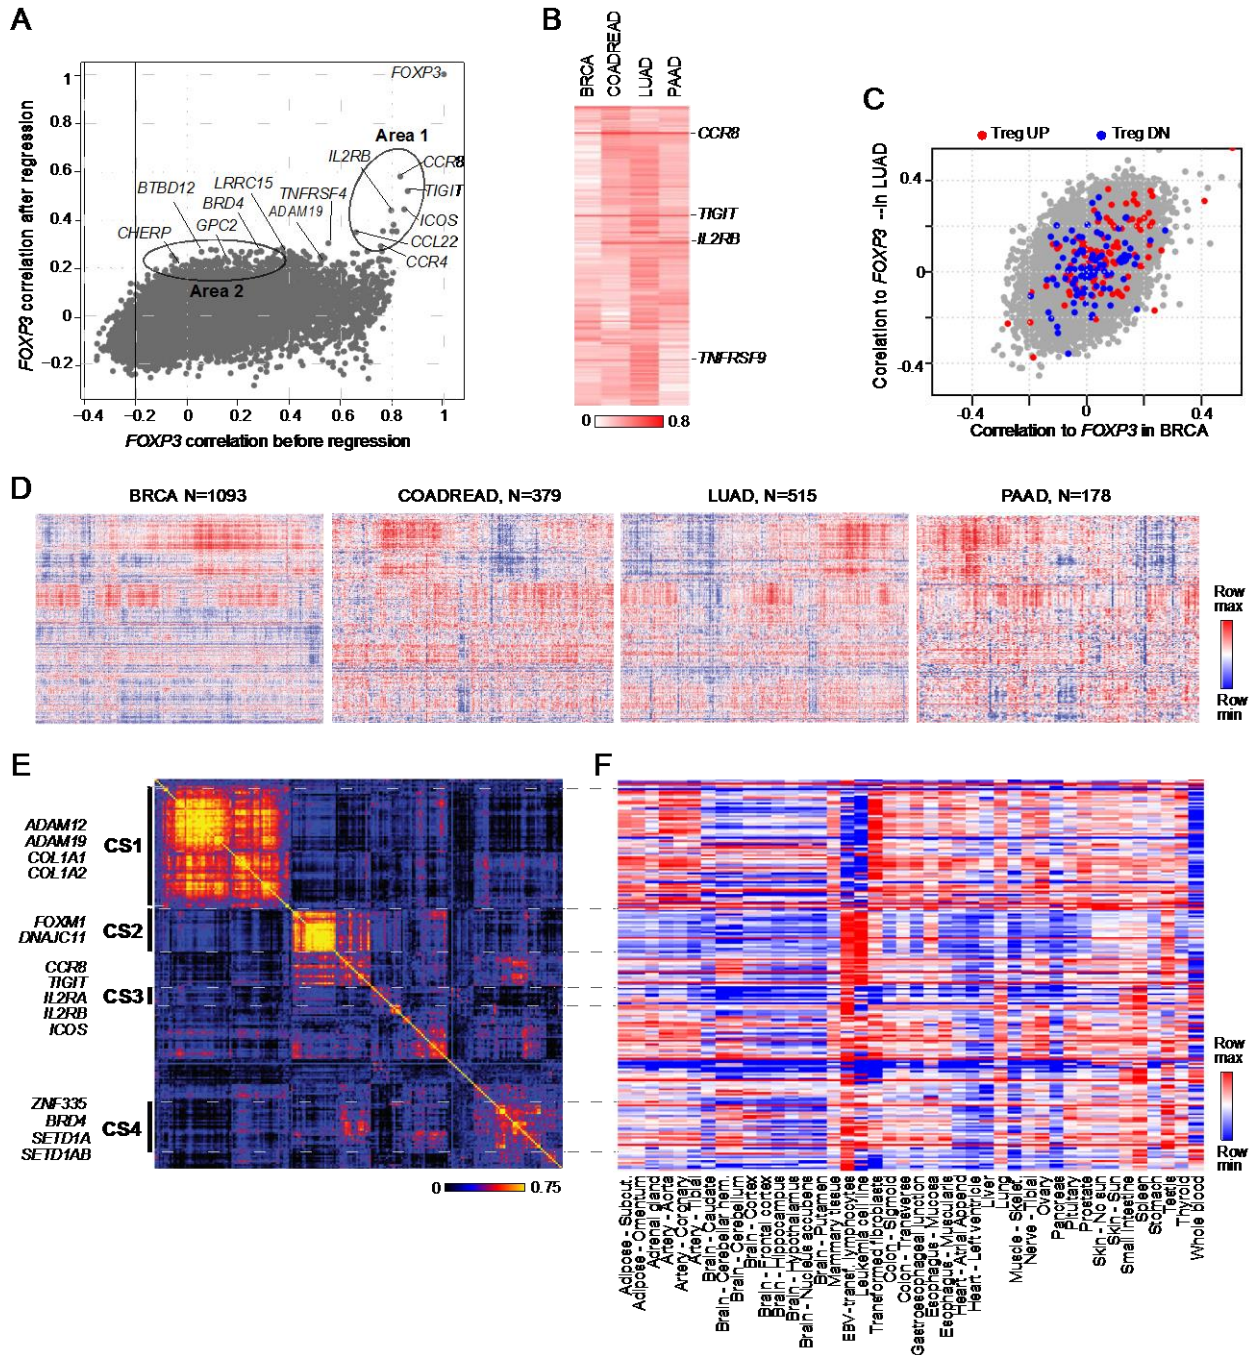 A
FOXP3
Area 1
IL2RB
CCR8
TIGIT
LRRC15
BTBD12
TNFRSF4
BRD4
ADAM19
ICOS
GPC2
CHERP
CCL22
CCR4
Area 2
1
0.8
0.6
0.4
0.2
0
−0.2
FOXP3 correlation after regression
−0.4 −0.2 0 0.2 0.4 0.6 0.8 1
FOXP3 correlation before regression
B
BRCA
COADREAD
LUAD
PAAD
CCR8
TIGIT
IL2RB
TNFRSF9
0 0.8
C
Treg UP Treg DN
0.4
0
-0.4
Corelation to FOXP3 --in LUAD
-0.4 0 0.4
Correlation to FOXP3 in BRCA
D
BRCA N=1093
COADREAD, N=379
LUAD, N=515
PAAD, N=178
Row
max
Row
min
E
ADAM12
ADAM19
COL1A1
COL1A2
CS1
FOXM1
DNAJC11
CS2
CCR8
TIGIT
IL2RA
IL2RB
ICOS
CS3
ZNF335
BRD4
SETD1A
SETD1AB
CS4
0 0.75
F
Row
max
Row
min
Adipose - Subcut.
Adipose - Omentum
Adrenal gland
Artery - Aorta
Artery - Coronary
Artery - Tibial
Brain - Caudate
Brain - Cerebellar hem.
Brain - Cerebellum
Brain - Cortex
Brain - Frontal cortex
Brain - Hippocampus
Brain - Hypothalamus
Brain - Nucleus accubens
Brain - Putamen
Mammary tissue
EBV-transf. lymphocytes
Leukemia cell line
Transformed fibroblasts
Colon - Sigmoid
Colon - Transverse
Gastroesophageal junction
Esophagus - Mucosa
Esophagus - Muscularis
Heart - Atrial Append
Heart - Left ventricle
Liver
Lung
Muscle - Skelet.
Nerve - Tibial
Ovary
Pancreas
Pituitary
Prostate
Skin - No sun
Skin - Sun
Small Intestine
Spleen
Stomach
Testis
Thyroid
Whole blood